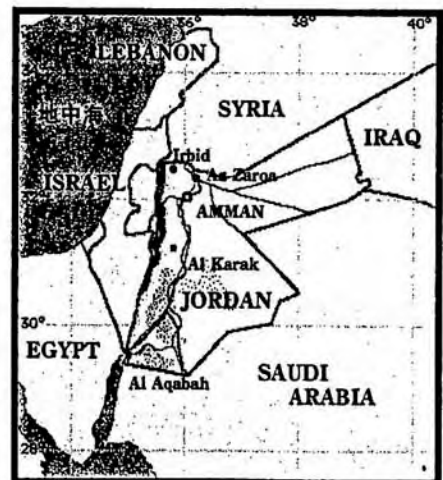 36° 38° 40°
LEBANON
SYRIA
地中海
IRAQ
Irbid
Az Zarqa
ISRAEL
AMMAN
Al Karak
JORDAN
30°
EGYPT
SAUDI
ARABIA
Al Aqabah
28